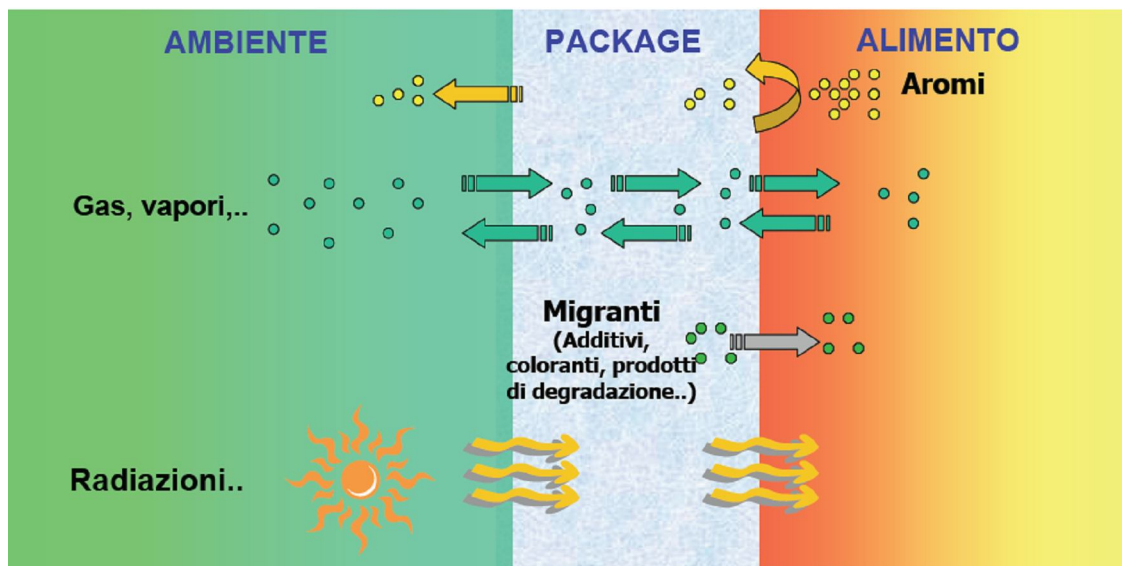 AMBIENTE
PACKAGE
ALIMENTO
Aromi
Gas, vapori,..
Migranti
(Additivi,
coloranti, prodotti
di degradazione..)
Radiazioni..